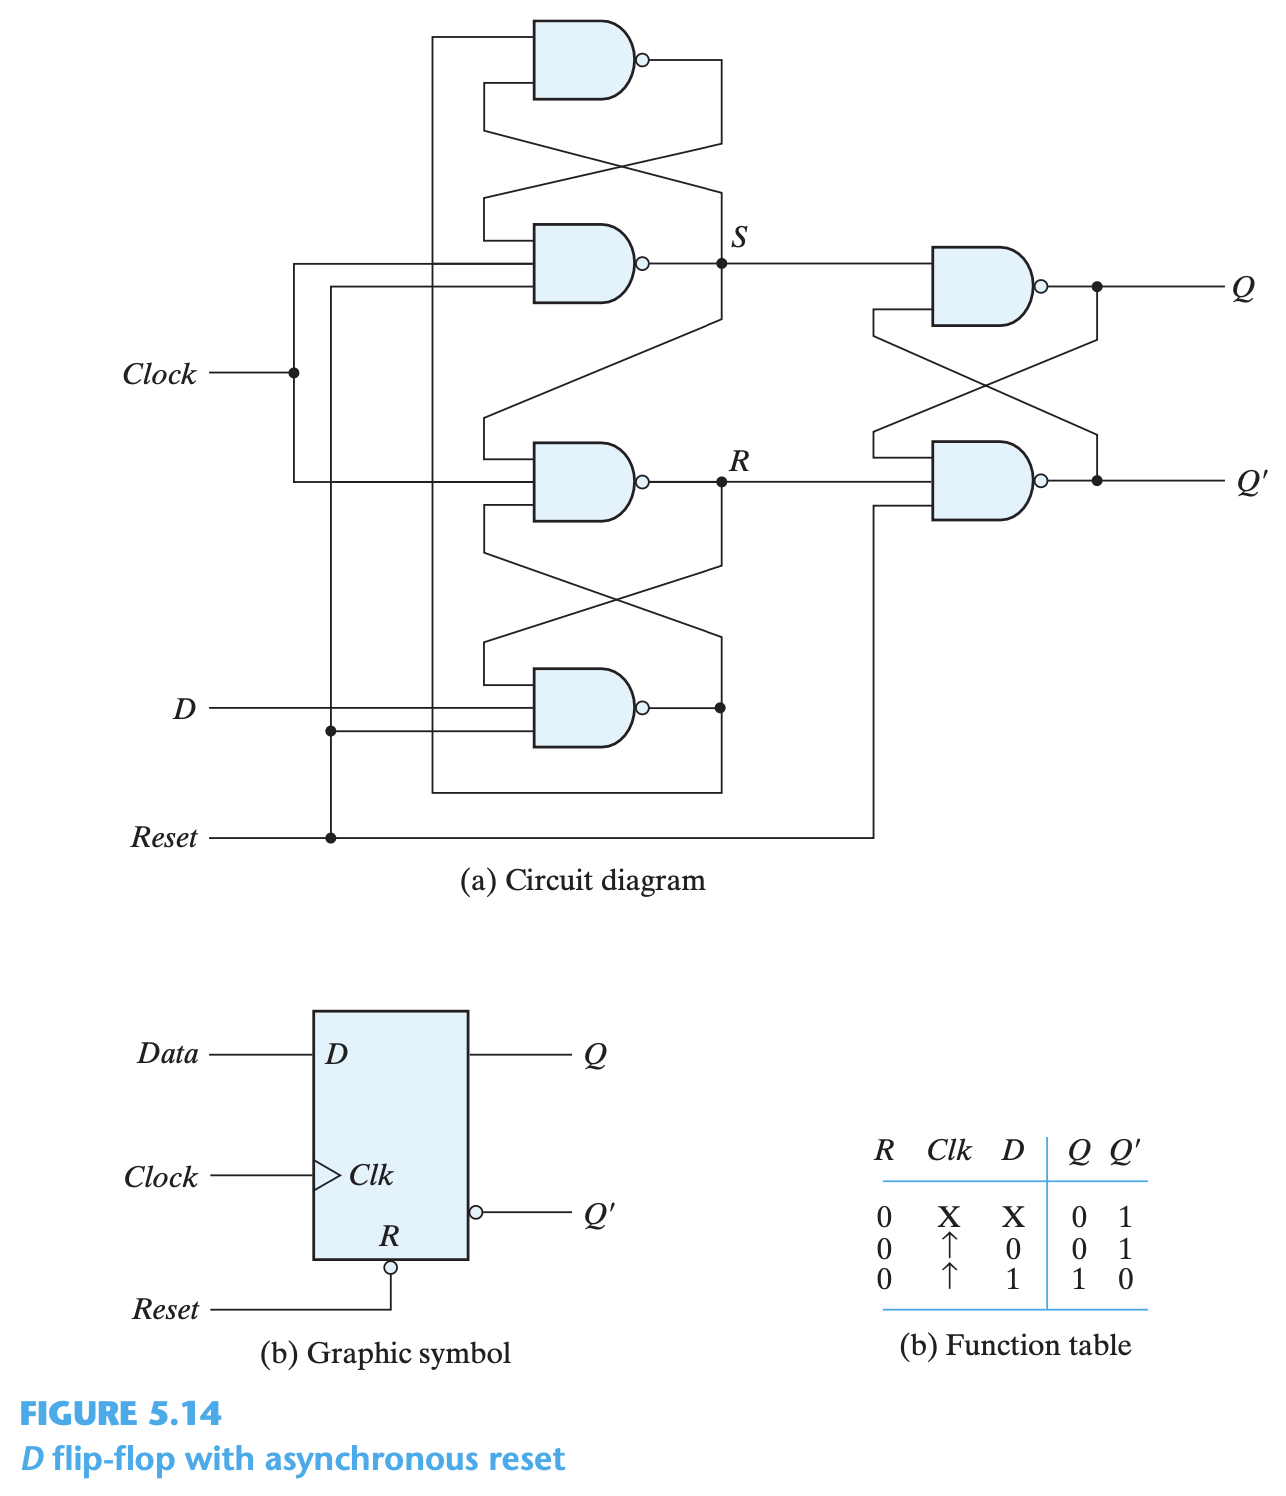 S
Q
Clock
R
Q′
D
Reset
(a) Circuit diagram
Data D Q
Clock Clk
Q′
R
Reset
(b) Graphic symbol
R Clk D Q Q′
0 X X 0 1
0 ↑ 0 0 1
0 ↑ 1 1 0
(b) Function table
FIGURE 5.14
D flip-flop with asynchronous reset